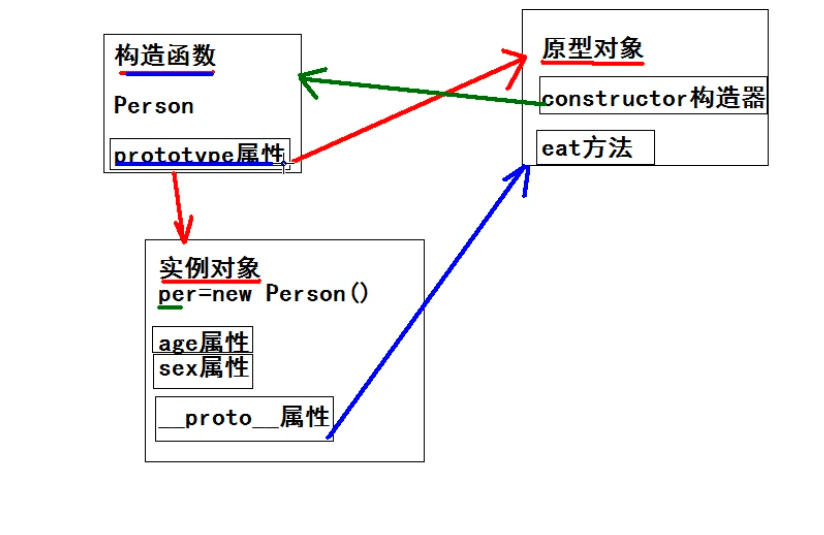 构造函数
Person
prototype属性
原型对象
constructor构造器
eat方法
实例对象
per=new Person()
age属性
sex属性
__proto__属性